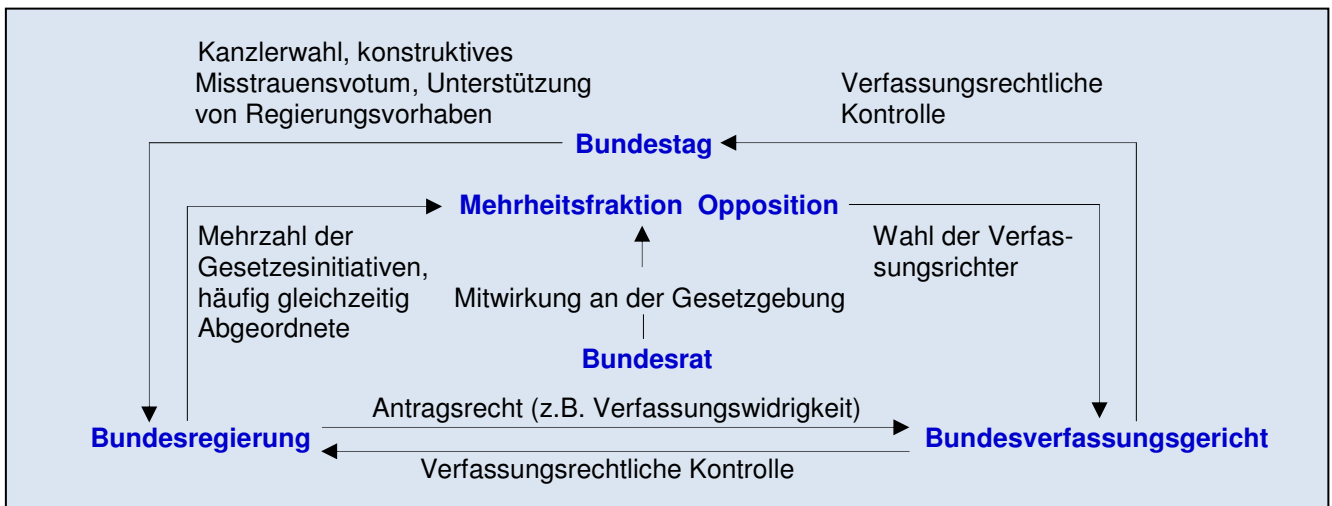 Kanzlerwahl, konstruktives
Misstrauensvotum, Unterstützung
von Regierungsvorhaben
Verfassungsrechtliche
Kontrolle
Bundestag
Mehrheitsfraktion Opposition
Mehrzahl der
Gesetzesinitiativen,
häufig gleichzeitig
Abgeordnete
Wahl der Verfas-
sungsrichter
Mitwirkung an der Gesetzgebung
Bundesrat
Antragsrecht (z.B. Verfassungswidrigkeit)
Bundesregierung
Bundesverfassungsgericht
Verfassungsrechtliche Kontrolle